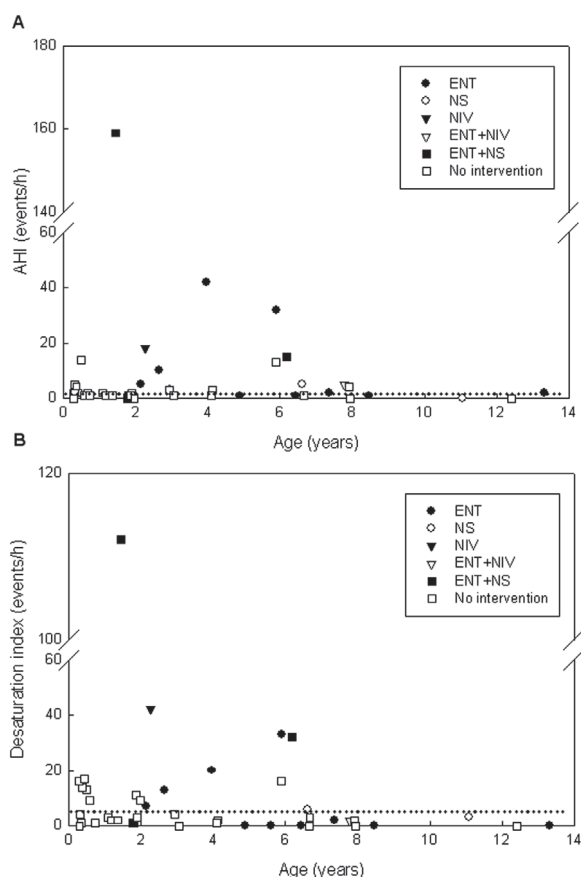 A
180
160
140
60
40
20
0
AHI (events/h)
0 2 4 6 8 10 12 14
Age (years)
ENT
NS
NIV
ENT+NIV
ENT+NS
No intervention
B
120
100
60
40
20
0
Desaturation index (events/h)
0 2 4 6 8 10 12 14
Age (years)
ENT
NS
NIV
ENT+NIV
ENT+NS
No intervention